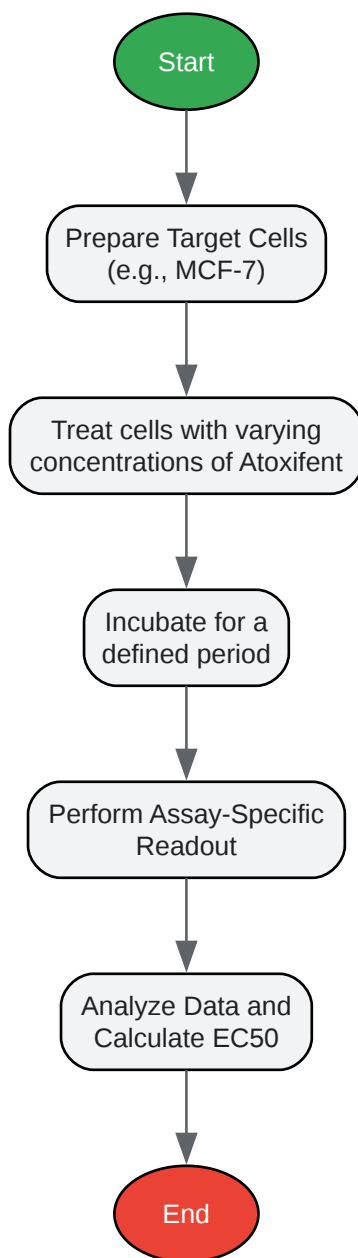 Start
Prepare Target Cells
(e.g., MCF-7)
Treat cells with varying
concentrations of Atoxifent
Incubate for a
defined period
Perform Assay-Specific
Readout
Analyze Data and
Calculate EC50
End